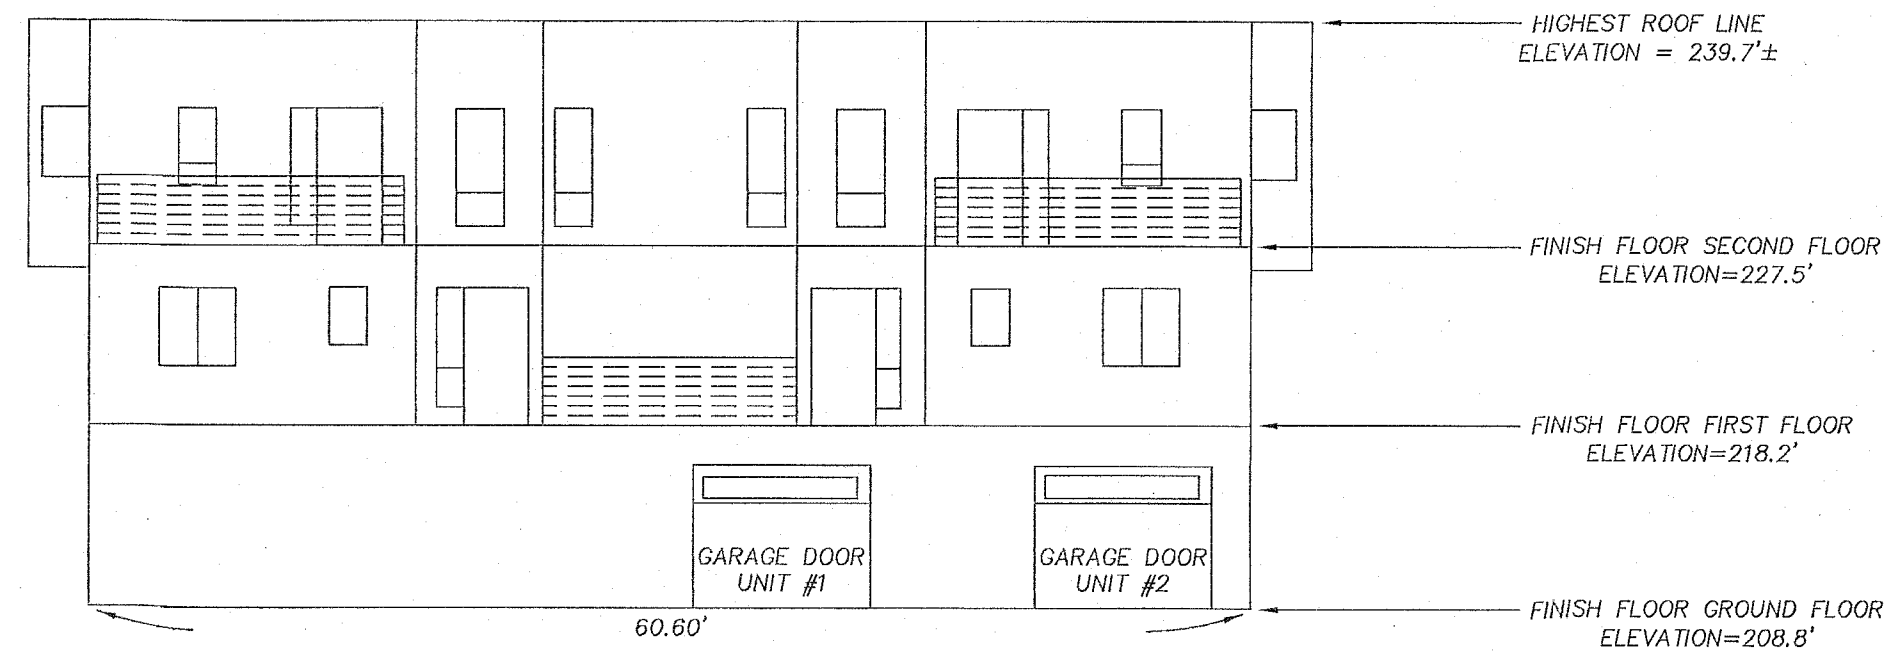 HIGHEST ROOF LINE
ELEVATION = 239.7'±
FINISH FLOOR SECOND FLOOR
ELEVATION=227.5'
FINISH FLOOR FIRST FLOOR
ELEVATION=218.2'
GARAGE DOOR
UNIT #1
GARAGE DOOR
UNIT #2
60.60'
FINISH FLOOR GROUND FLOOR
ELEVATION=208.8'